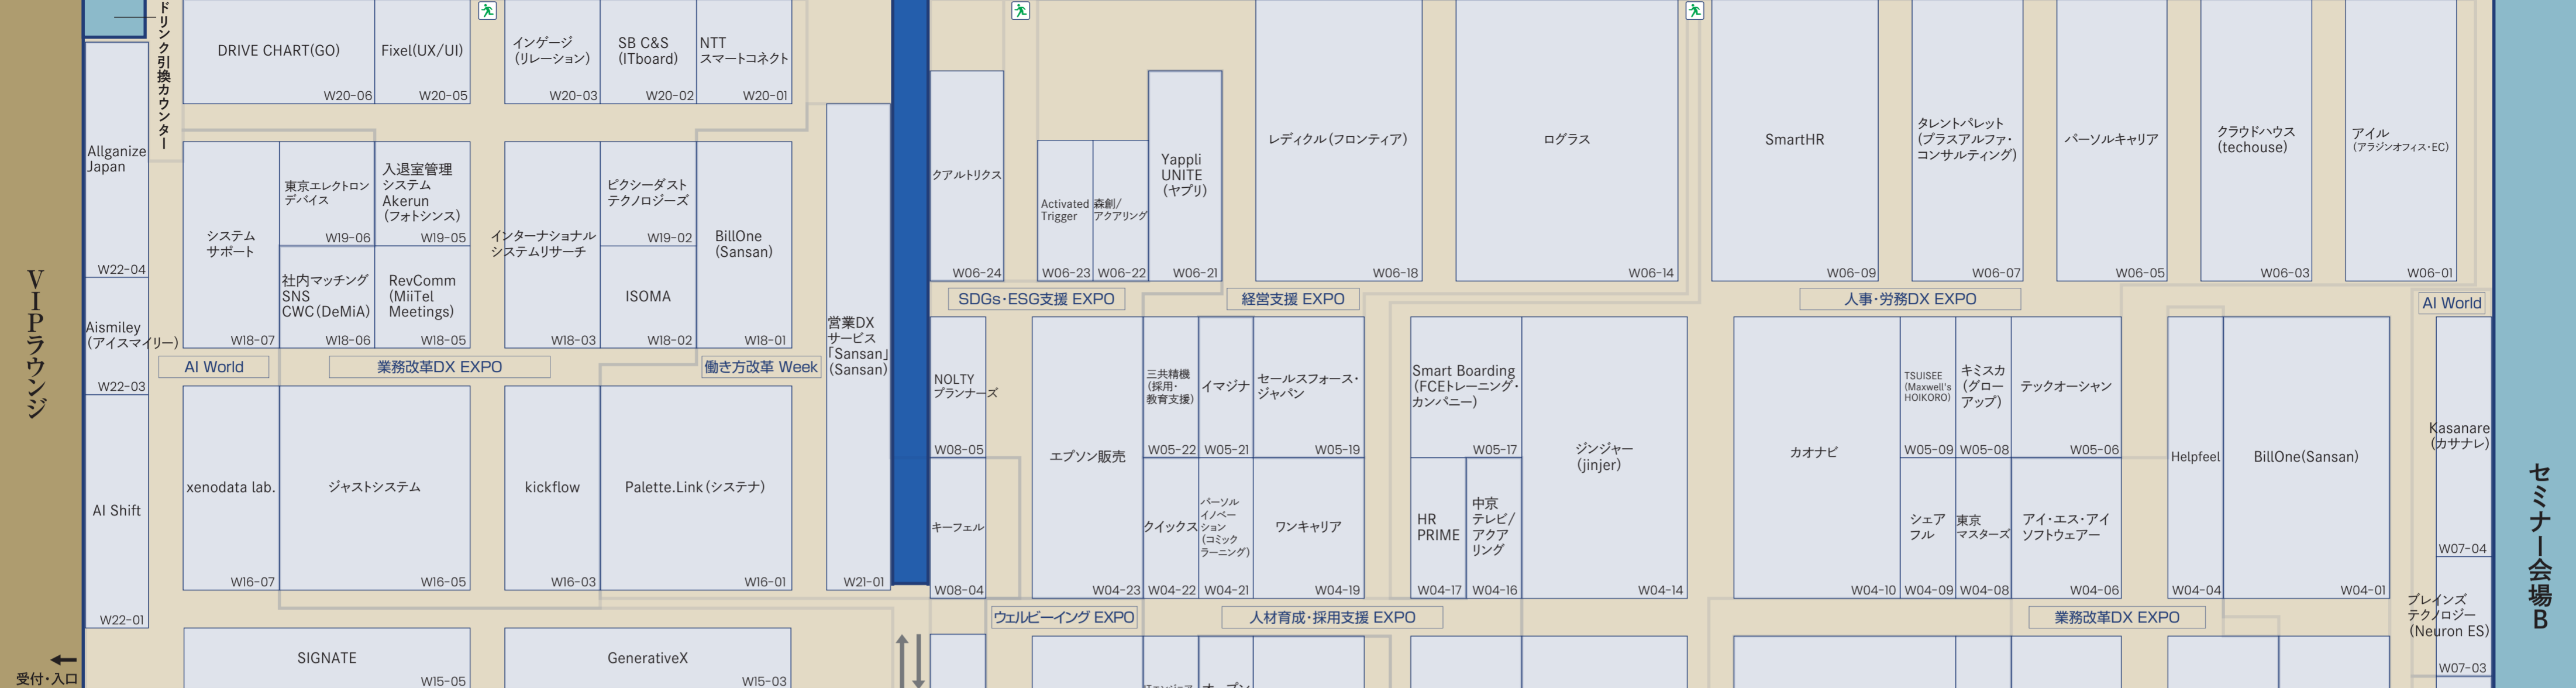 ドリンク引換カウンター
DRIVE CHART(GO)
W20-06
Fixel(UX/UI)
W20-05
インゲージ
(リレーション)
W20-03
SB C&S
(ITboard)
W20-02
NTT
スマートコネクト
W20-01
Allganize
Japan
W22-04
Aismiley
(アイスマイリー)
W22-03
AI Shift
W22-01
VIPラウンジ
受付・入口
システム
サポート
W18-07
東京エレクトロン
デバイス
W19-06
入退室管理
システム
Akerun
(フォトシンス)
W19-05
社内マッチング
SNS
CWC(DeMiA)
W18-06
RevComm
(MiiTel
Meetings)
W18-05
インターナショナル
システムリサーチ
W18-03
ピクシーダスト
テクノロジーズ
W19-02
ISOMA
W18-02
BillOne
(Sansan)
W18-01
AI World
業務改革DX EXPO
働き方改革 Week
営業DX
サービス
「Sansan」
(Sansan)
W21-01
xenodata lab.
W16-07
ジャストシステム
W16-05
kickflow
W16-03
Palette.Link(システナ)
W16-01
SIGNATE
W15-05
GenerativeX
W15-03
クアルトリクス
W06-24
Activated
Trigger
W06-23
森創/
アクアリング
W06-22
Yappli
UNITE
(ヤプリ)
W06-21
レディクル(フロンティア)
W06-18
ログラス
W06-14
SmartHR
W06-09
タレントパレット
(プラスアルファ・
コンサルティング)
W06-07
パーソルキャリア
W06-05
クラウドハウス
(techouse)
W06-03
アイル
(アラジンオフィス・EC)
W06-01
SDGs・ESG支援 EXPO
経営支援 EXPO
人事・労務DX EXPO
AI World
NOLTY
プランナーズ
W08-05
キーフェル
W08-04
エプソン販売
W04-23
三共精機
(採用・
教育支援)
W05-22
イマジナ
W05-21
セールスフォース・
ジャパン
W05-19
クイックス
W04-22
パーソル
イノベー
ション
(コミック
ラーニング)
W04-21
ワンキャリア
W04-19
Smart Boarding
(FCEトレーニング・
カンパニー)
W05-17
HR
PRIME
W04-17
中京
テレビ/
アクア
リング
W04-16
ジンジャー
(jinjer)
W04-14
カオナビ
W04-10
TSUISEE
(Maxwell's
HOIKORO)
W05-09
キミスカ
(グロー
アップ)
W05-08
テックオーシャン
W05-06
シェア
フル
W04-09
東京
マスターズ
W04-08
アイ・エス・アイ
ソフトウェアー
W04-06
Helpfeel
W04-04
BillOne(Sansan)
W04-01
Kasanare
(カサナレ)
W07-04
ブレインズ
テクノロジー
(Neuron ES)
W07-03
ウェルビーイング EXPO
人材育成・採用支援 EXPO
業務改革DX EXPO
セミナー会場B